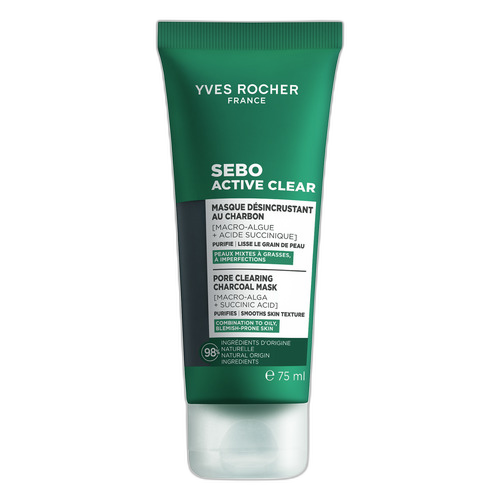 YVES ROCHER
FRANCE
SEBO
ACTIVE CLEAR
MASQUE DÉSINCRUSTANT
AU CHARBON
[MACRO-ALGUE
+ ACIDE SUCCINIQUE]
PURIFIE | LISSE LE GRAIN DE PEAU
PEAUX MIXTES À GRASSES,
À IMPERFECTIONS
PORE CLEARING
CHARCOAL MASK
[MACRO-ALGA
+ SUCCINIC ACID]
PURIFIES | SMOOTHS SKIN TEXTURE
COMBINATION TO OILY,
BLEMISH-PRONE SKIN
98%
INGRÉDIENTS D'ORIGINE
NATURELLE
NATURAL ORIGIN
INGREDIENTS
℮ 75 ml